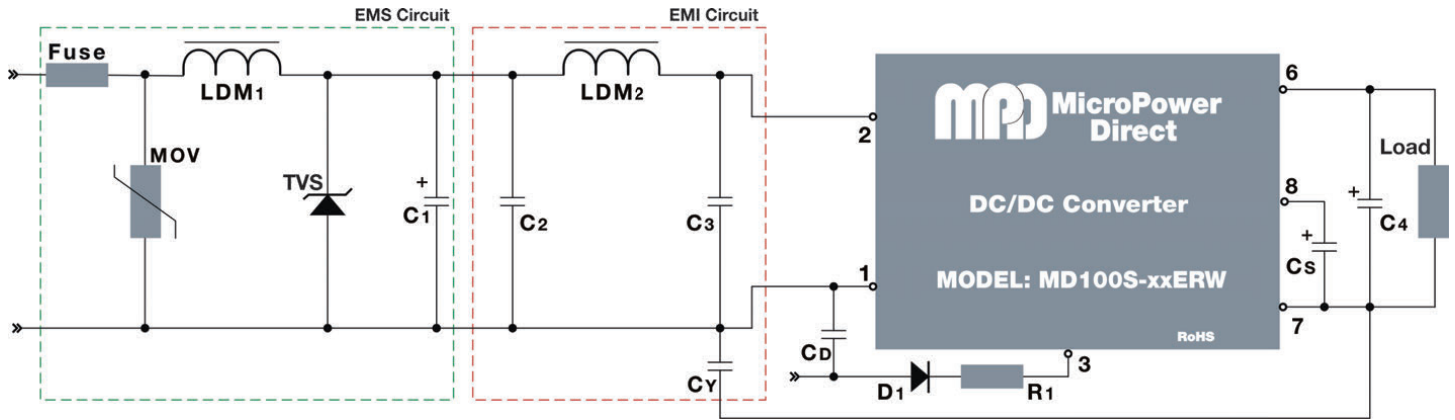 EMS Circuit
EMI Circuit
Fuse
LDM1
LDM2
MOV
TVS
+
C1
C2
C3
CY
2
1
CD
D1
R1
3
MPD MicroPower
Direct
DC/DC Converter
MODEL: MD100S-xxERW
RoHS
6
8
7
+
CS
+
C4
Load